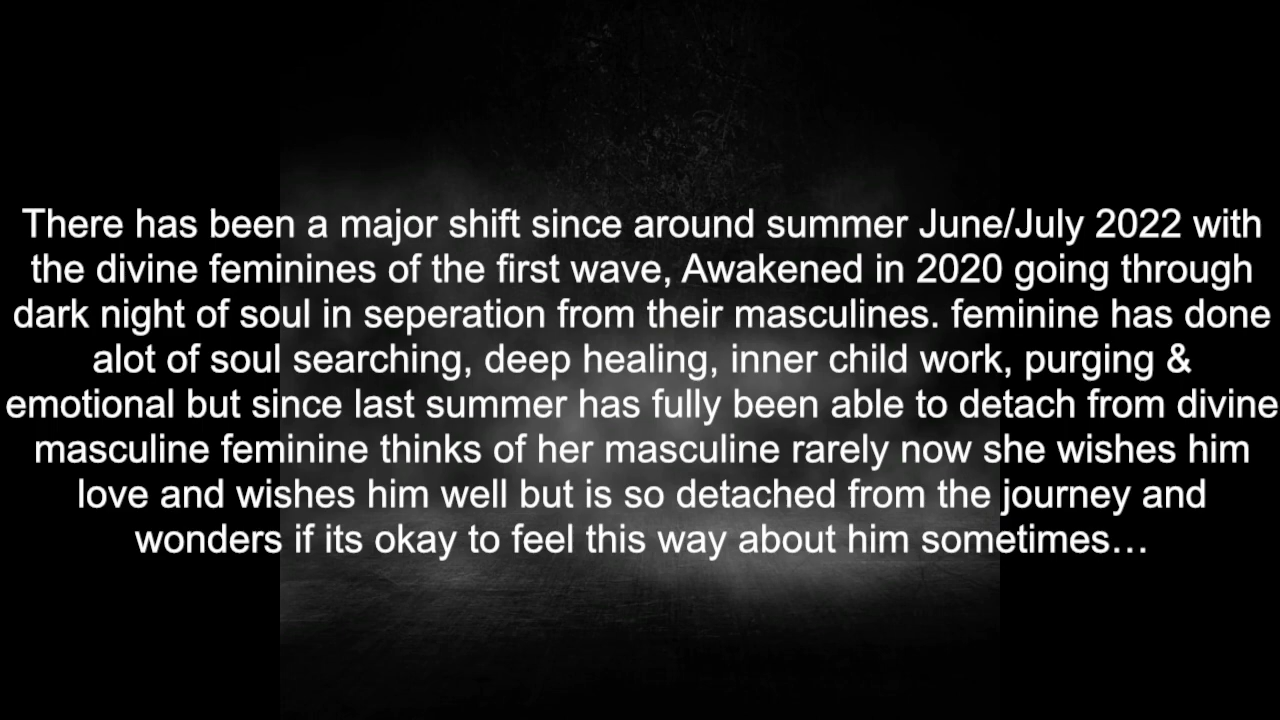 There has been a major shift since around summer June/July 2022 with
the divine feminines of the first wave, Awakened in 2020 going through
dark night of soul in seperation from their masculines. feminine has done
alot of soul searching, deep healing, inner child work, purging &
emotional but since last summer has fully been able to detach from divine
masculine feminine thinks of her masculine rarely now she wishes him
love and wishes him well but is so detached from the journey and
wonders if its okay to feel this way about him sometimes…